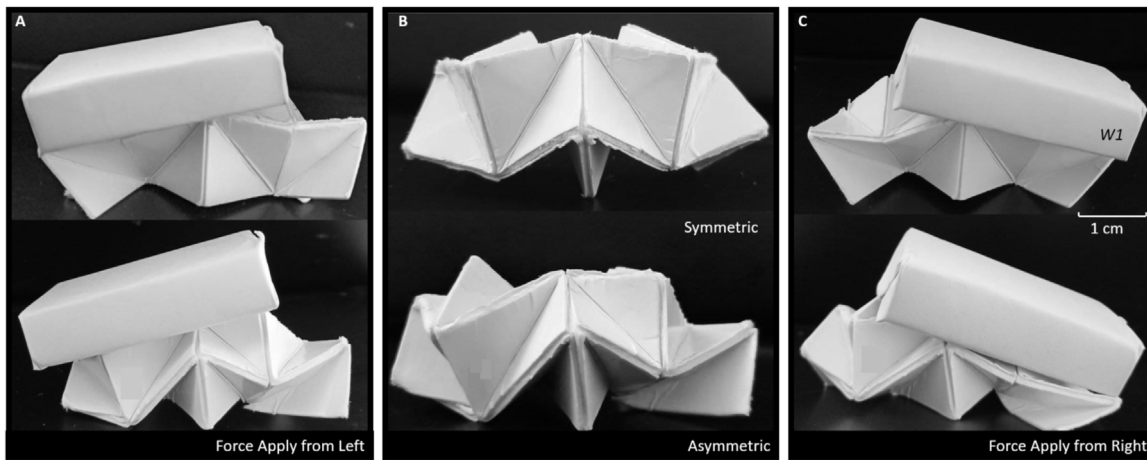 A
Force Apply from Left
B
Symmetric
Asymmetric
C
W1
1 cm
Force Apply from Right